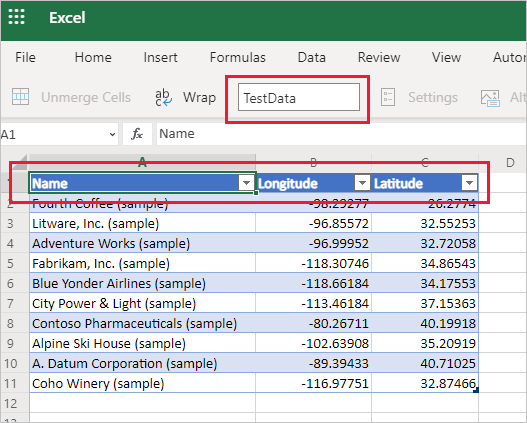 Excel
File Home Insert Formulas Data Review View Autor
Unmerge Cells ab c Wrap TestData Settings Alt
A1 fx Name
A B C D
1 Name Longitude Latitude
2 Fourth Coffee (sample) -98.29277 26.2774
3 Litware, Inc. (sample) -96.85572 32.55253
4 Adventure Works (sample) -96.99952 32.72058
5 Fabrikam, Inc. (sample) -118.30746 34.86543
6 Blue Yonder Airlines (sample) -118.66184 34.17553
7 City Power & Light (sample) -113.46184 37.15363
8 Contoso Pharmaceuticals (sample) -80.26711 40.19918
9 Alpine Ski House (sample) -102.63908 35.20919
10 A. Datum Corporation (sample) -89.39433 40.71025
11 Coho Winery (sample) -116.97751 32.87466
12
13